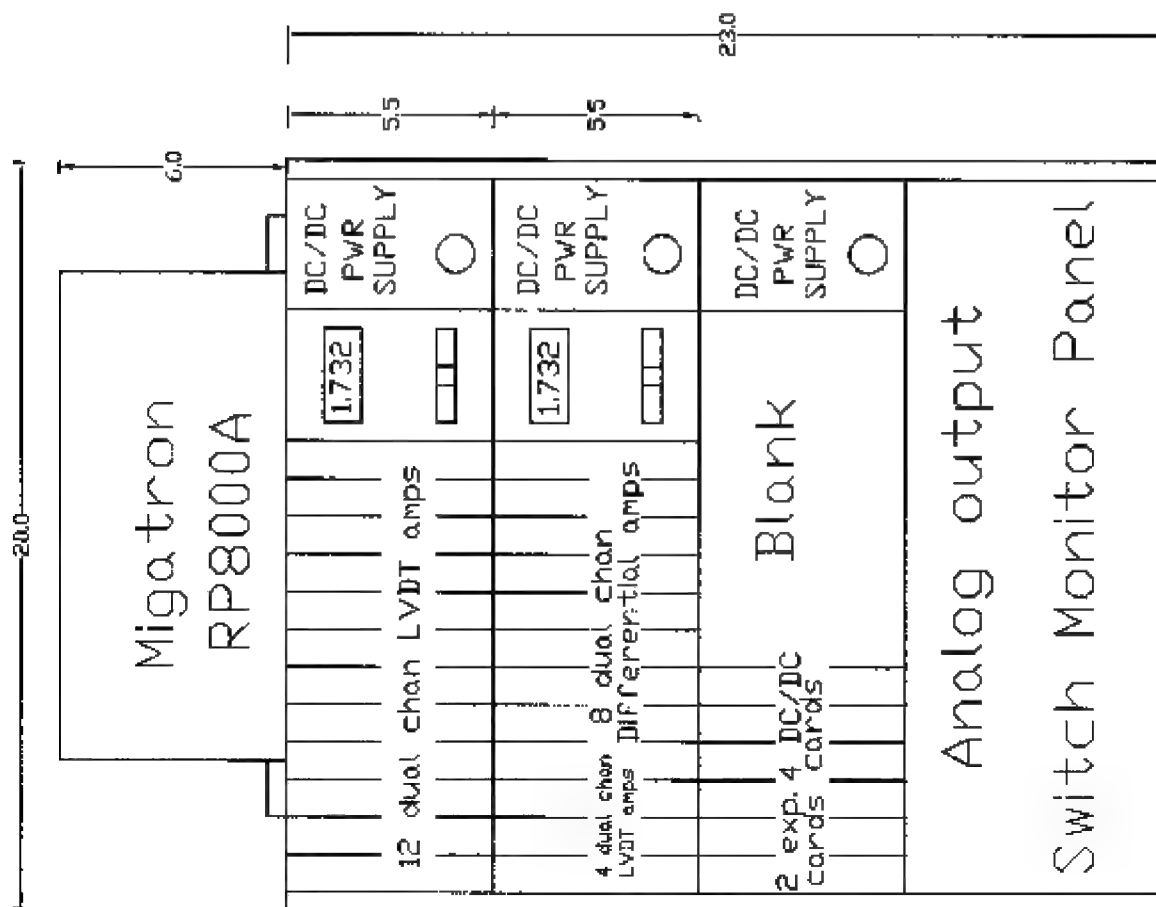 20.0
6.0
Migatron
RP8000A
5.5
5.5
23.0
12 dual chan LVDT amps
1.732
DC/DC
PWR
SUPPLY
4 dual chan
LVDT amps
8 dual chan
Differential amps
1.732
DC/DC
PWR
SUPPLY
2 exp.
cards
4 DC/DC
cards
Blank
DC/DC
PWR
SUPPLY
Analog output
Switch Monitor Panel